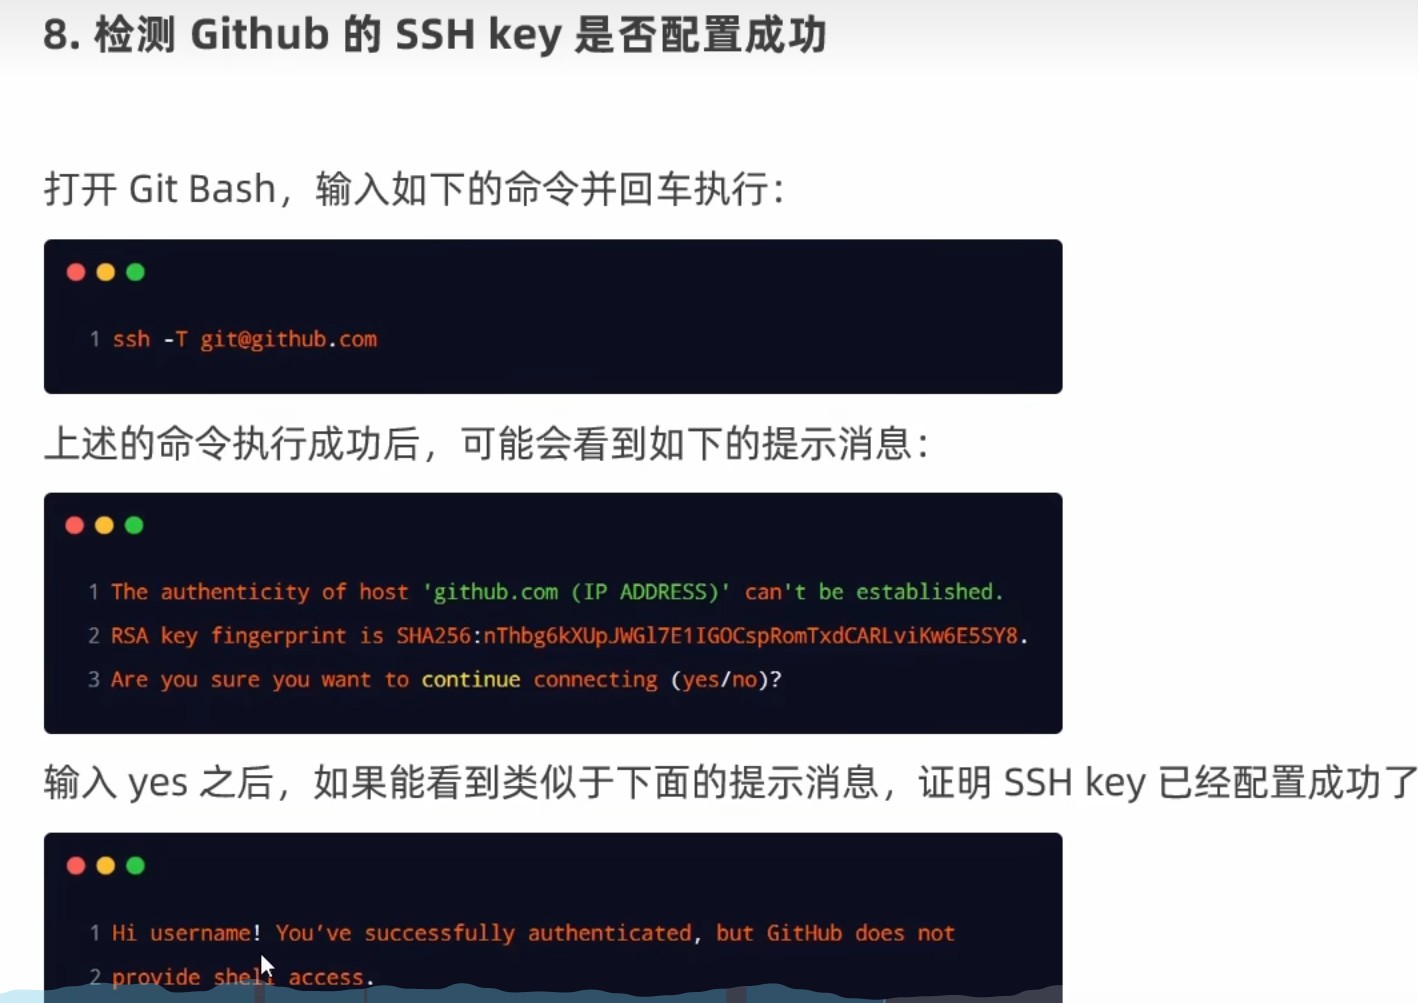 8. 检测 Github 的 SSH key 是否配置成功
打开 Git Bash，输入如下的命令并回车执行：
1 ssh -T git@github.com
上述的命令执行成功后，可能会看到如下的提示消息：
1 The authenticity of host 'github.com (IP ADDRESS)' can't be established.
2 RSA key fingerprint is SHA256:nThbg6kXUpJWGl7E1IGOCspRomTxdCARLviKw6E5SY8.
3 Are you sure you want to continue connecting (yes/no)?
输入 yes 之后，如果能看到类似于下面的提示消息，证明 SSH key 已经配置成功了
1 Hi username! You've successfully authenticated, but GitHub does not
2 provide shell access.